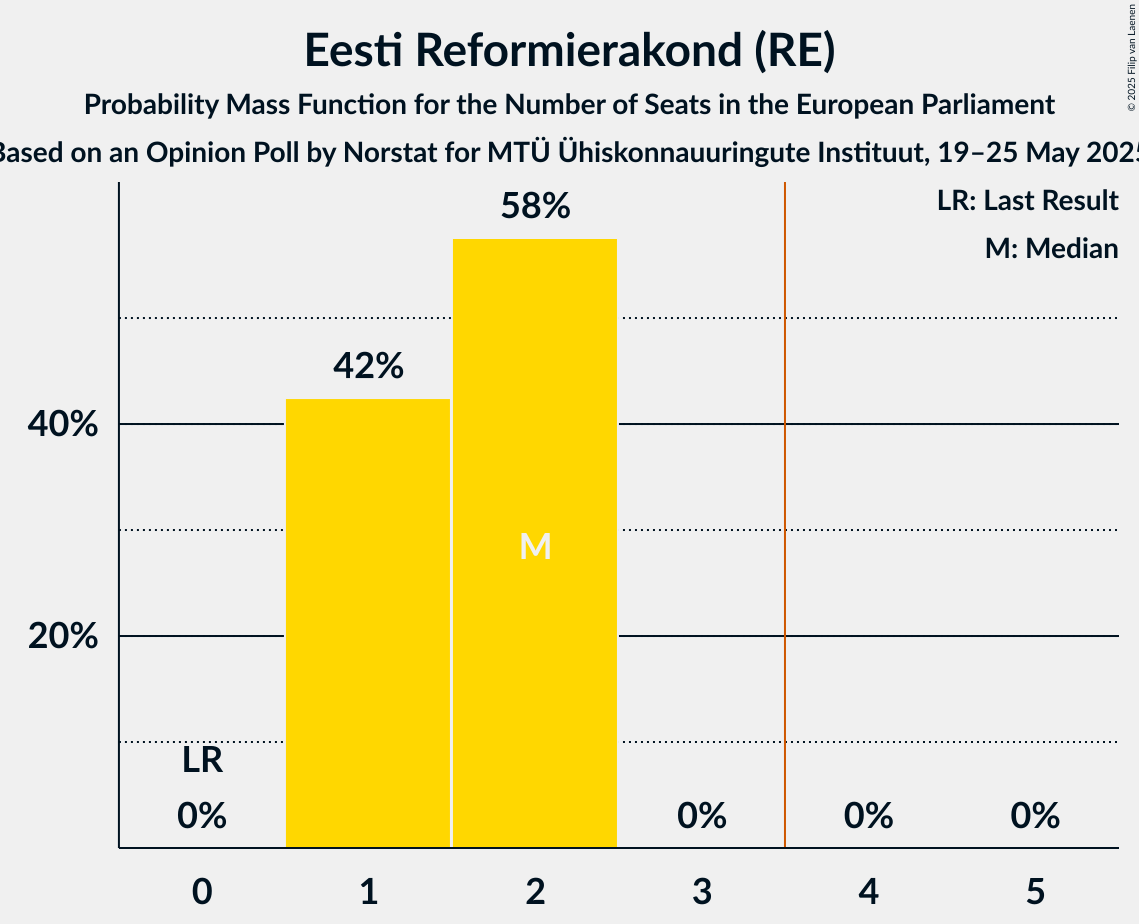 Eesti Reformierakond (RE)
Probability Mass Function for the Number of Seats in the European Parliament
Based on an Opinion Poll by Norstat for MTÜ Ühiskonnauuringute Instituut, 19–25 May 2025
© 2025 Filip van Laenen
LR: Last Result
M: Median
58%
42%
40%
M
20%
LR
0%
0%
0%
0%
0
1
2
3
4
5